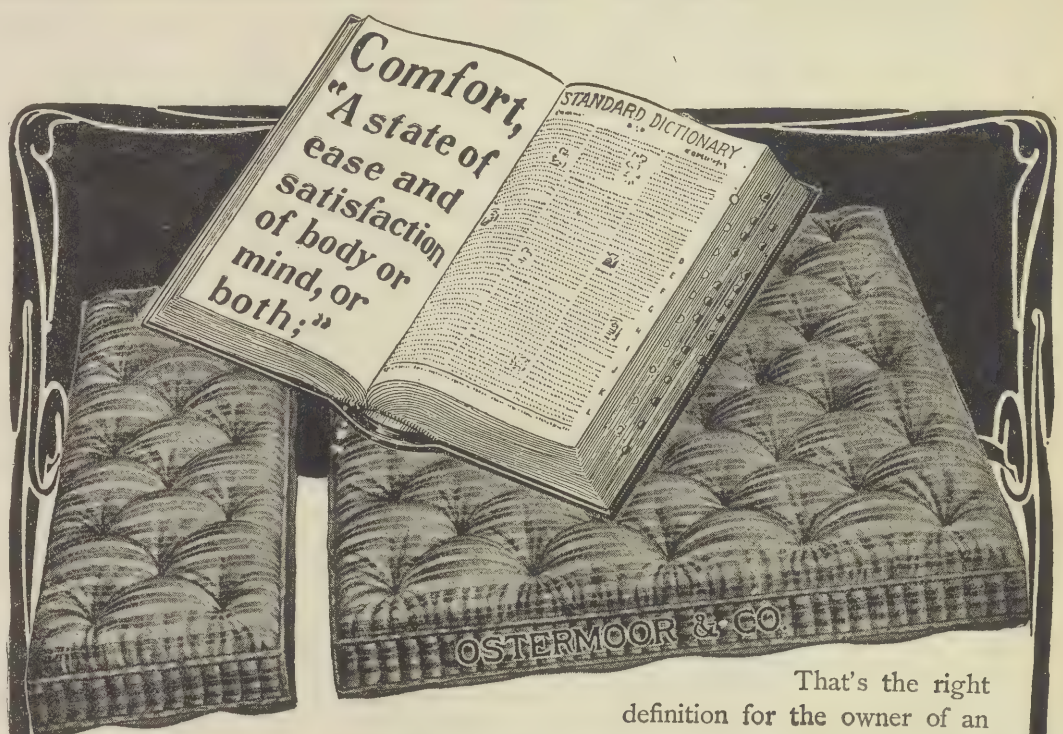 Comfort,
"A state of
ease and
satisfaction
of body or
mind, or
both;"
STANDARD DICTIONARY
OSTERMOOR & CO.
That's the right
definition for the owner of an